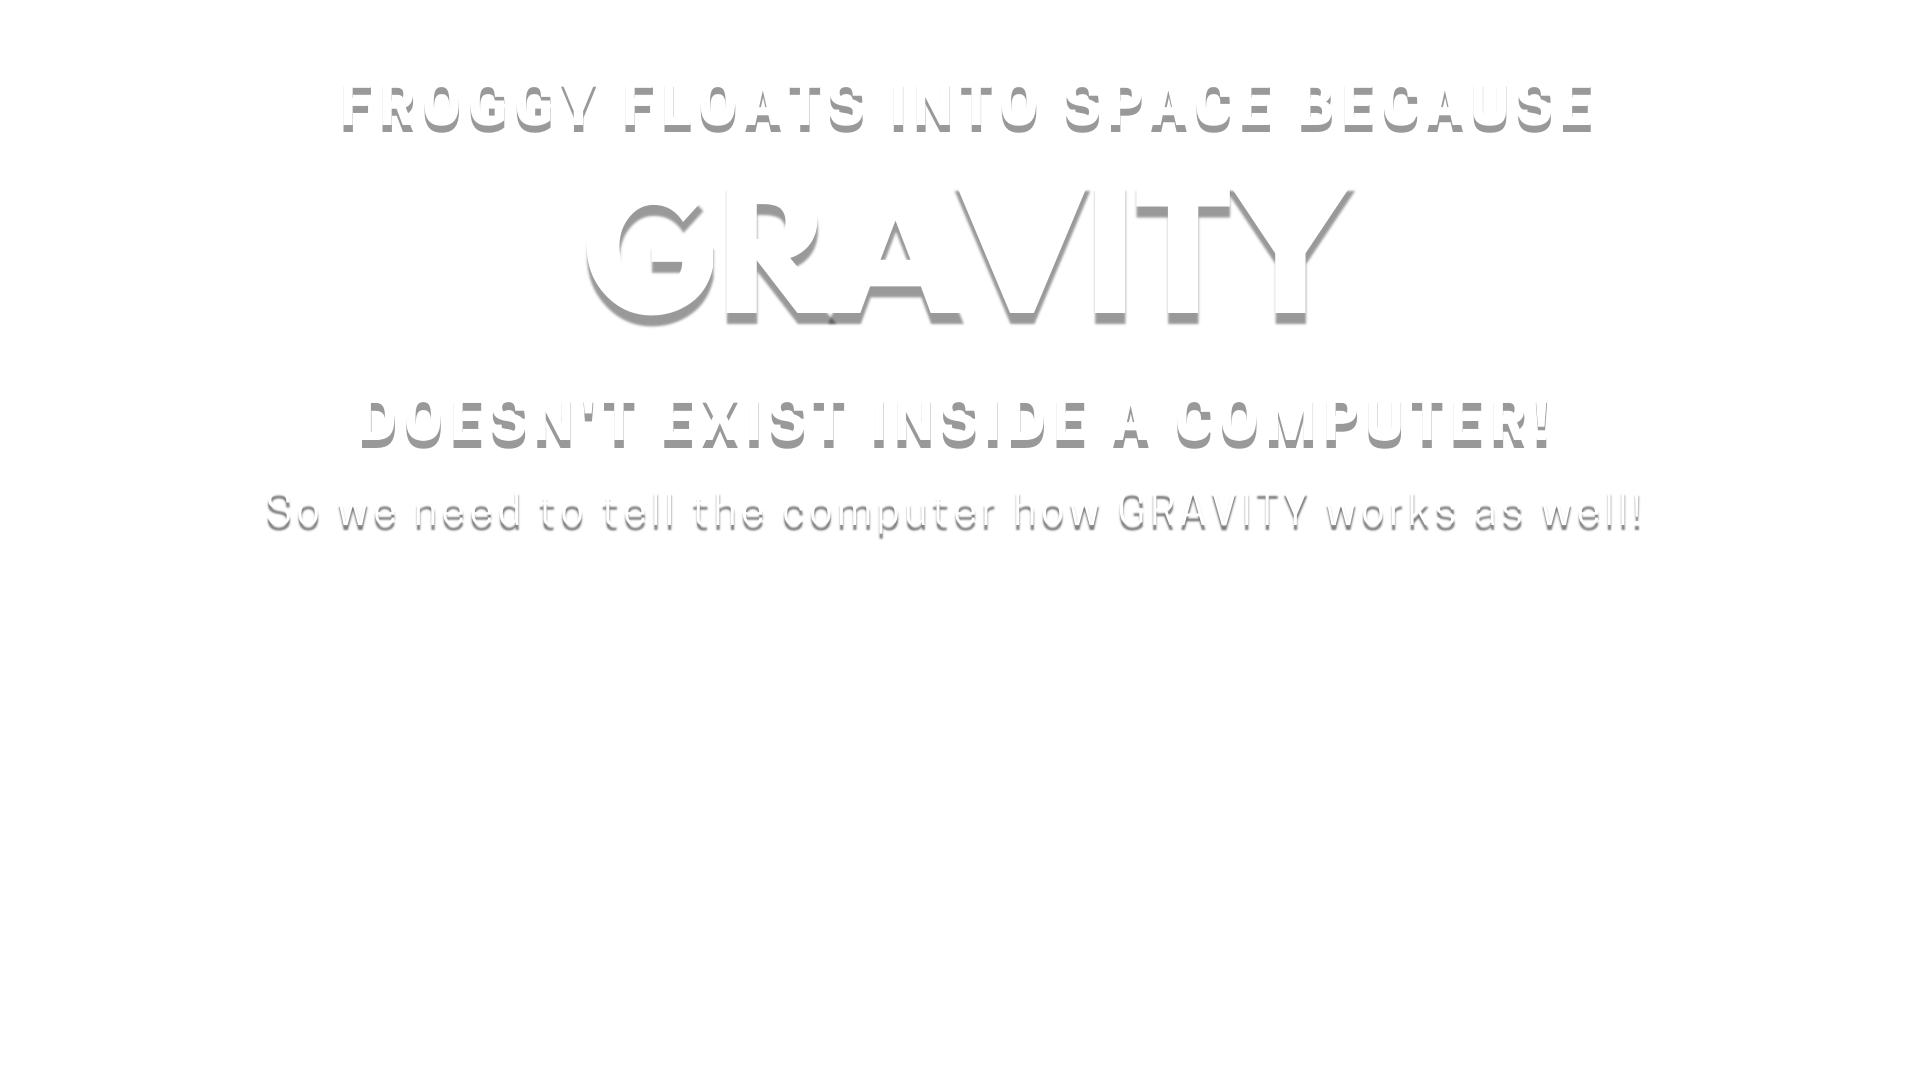 FROGGY FLOATS INTO SPACE BECAUSE
GRAVITY
DOESN'T EXIST INSIDE A COMPUTER!
So we need to tell the computer how GRAVITY works as well!